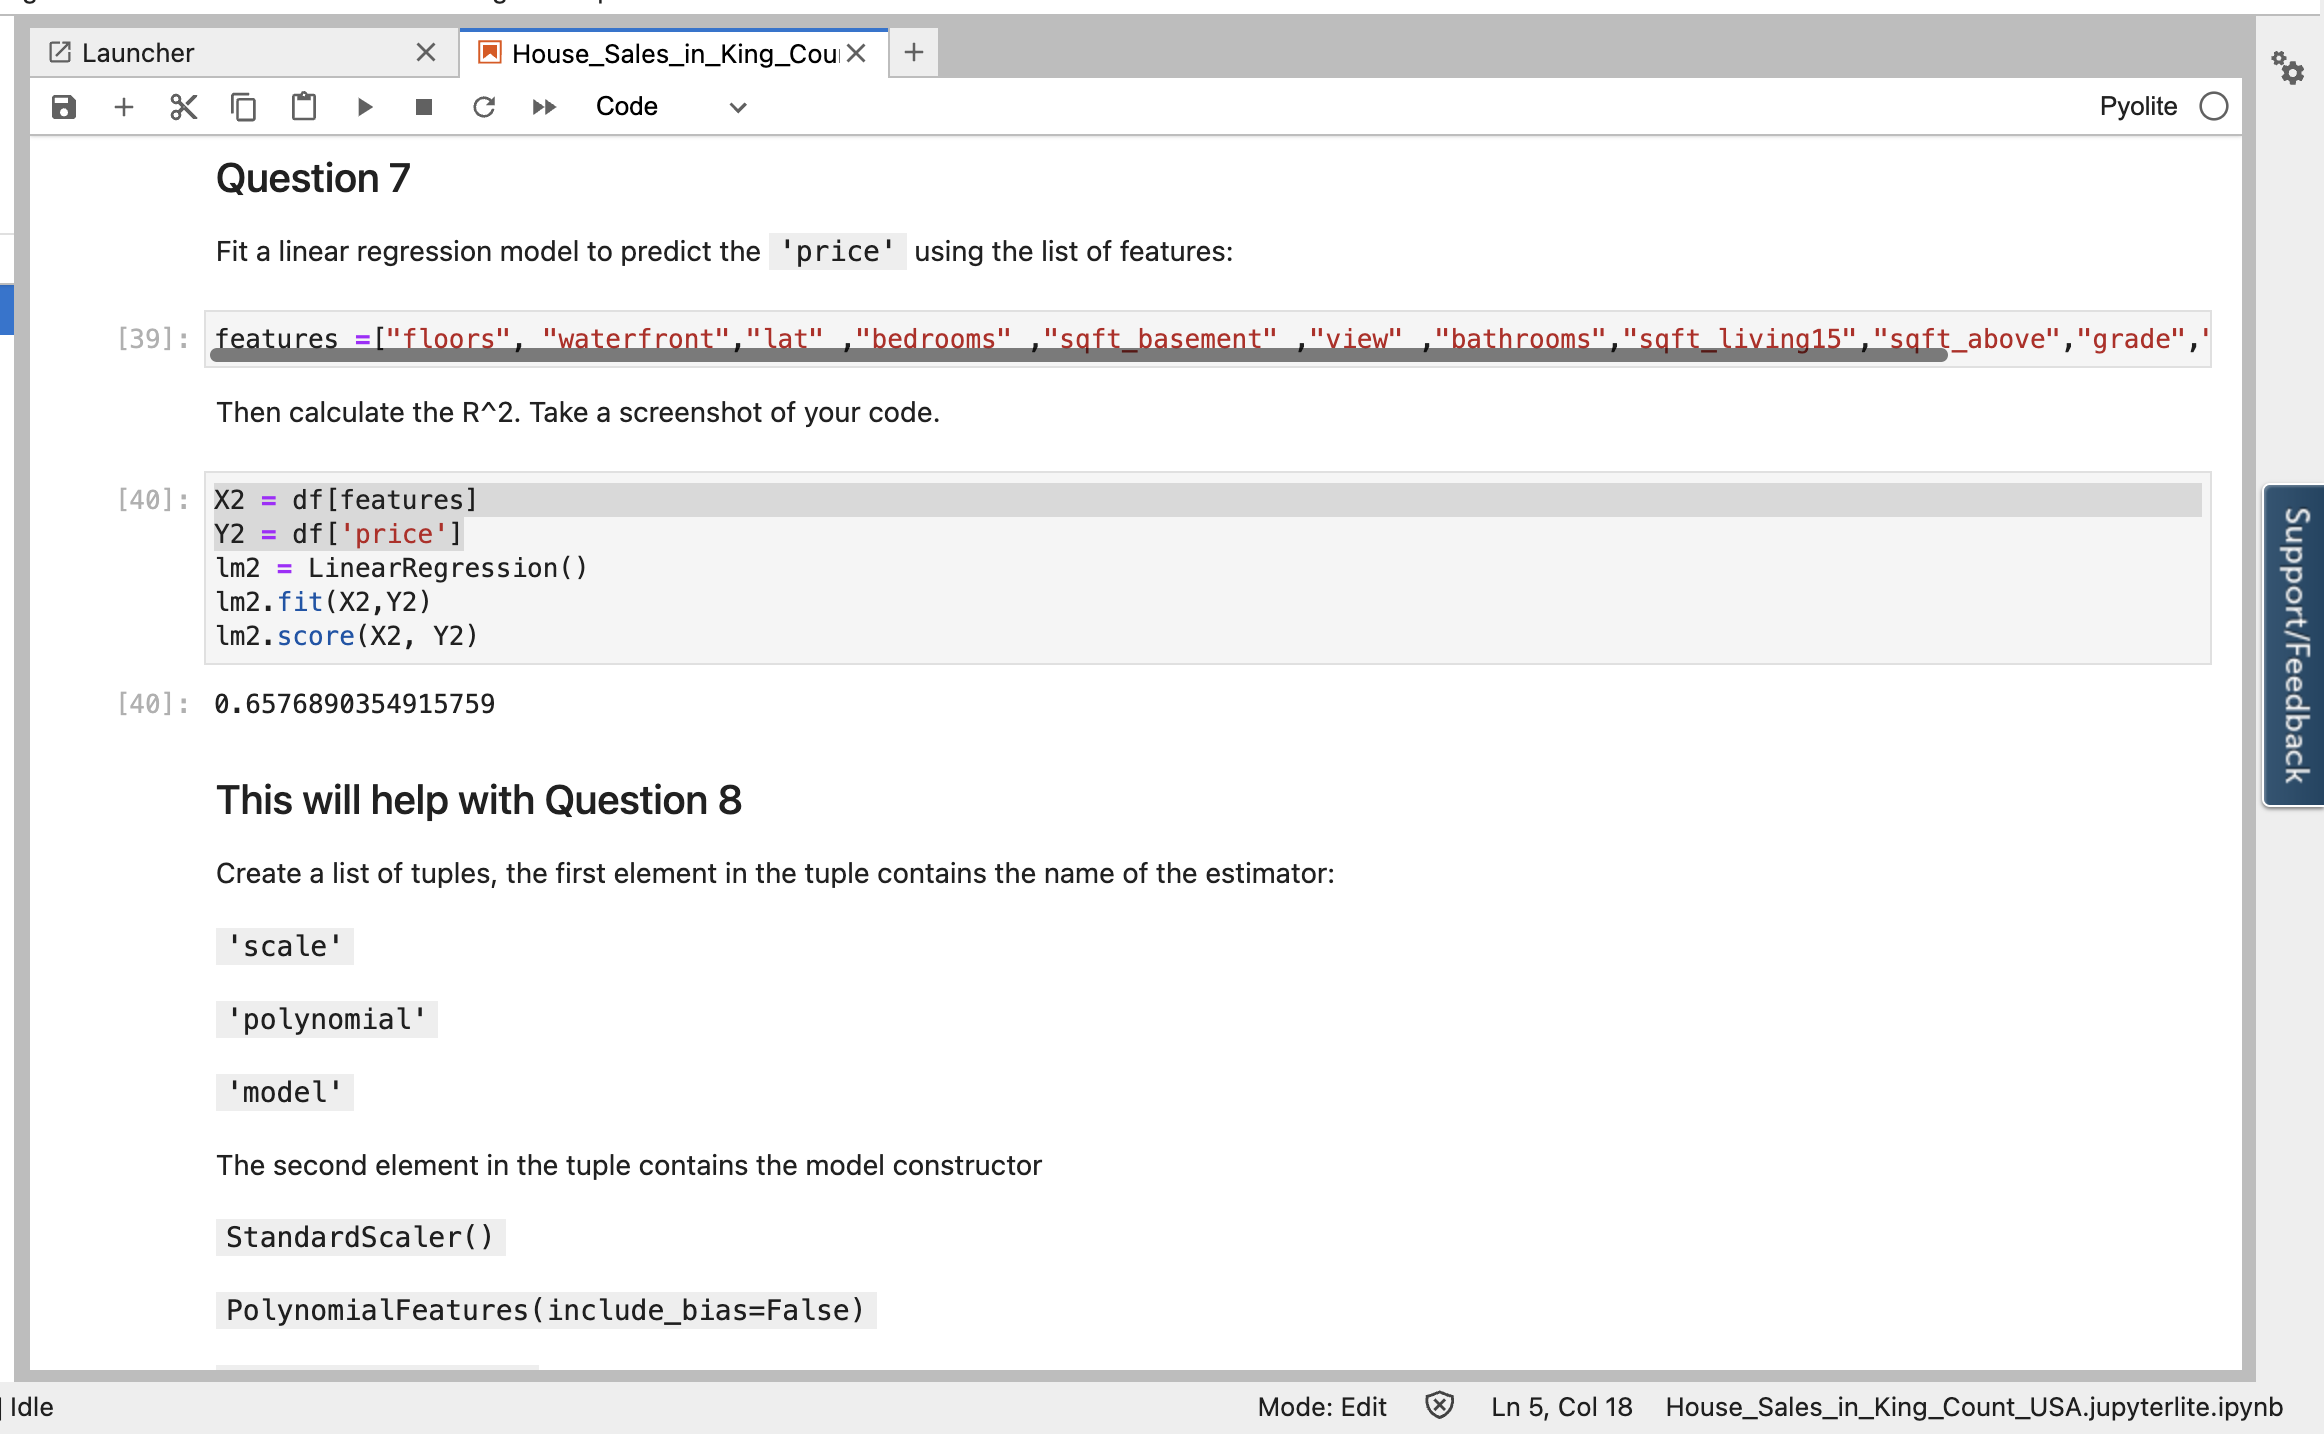 Launcher
House_Sales_in_King_Cou
Code
Pyolite
Question 7
Fit a linear regression model to predict the 'price' using the list of features:
[39]: features =["floors", "waterfront","lat" ,"bedrooms" ,"sqft_basement" ,"view" ,"bathrooms","sqft_living15","sqft_above","grade",'
Then calculate the R^2. Take a screenshot of your code.
[40]: X2 = df[features]
Y2 = df['price']
lm2 = LinearRegression()
lm2.fit(X2,Y2)
lm2.score(X2, Y2)
[40]: 0.6576890354915759
This will help with Question 8
Create a list of tuples, the first element in the tuple contains the name of the estimator:
'scale'
'polynomial'
'model'
The second element in the tuple contains the model constructor
StandardScaler()
PolynomialFeatures(include_bias=False)
Support/Feedback
Idle
Mode: Edit
Ln 5, Col 18
House_Sales_in_King_Count_USA.jupyterlite.ipynb